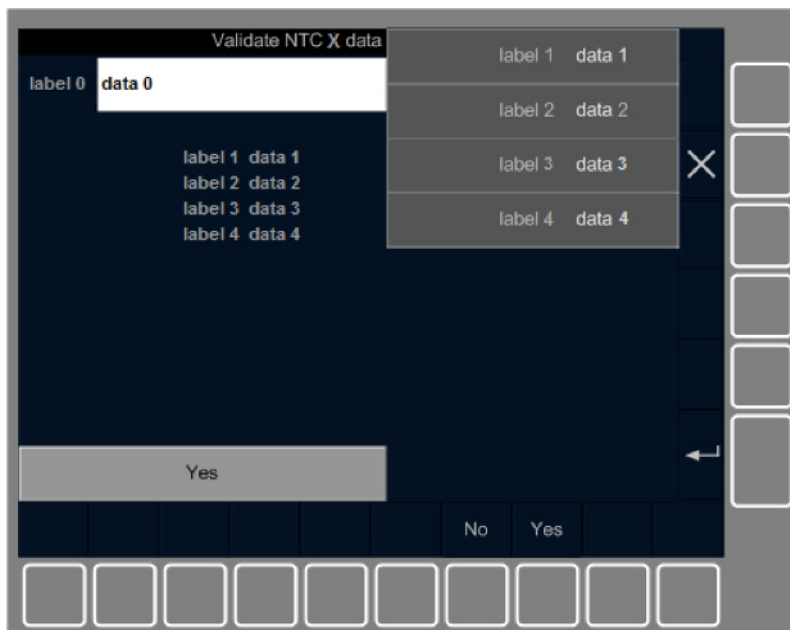 Validate NTC X data
label 0 data 0
label 1 data 1
label 2 data 2
label 3 data 3
label 4 data 4
label 1 data 1
label 2 data 2
label 3 data 3
label 4 data 4
Yes
No Yes